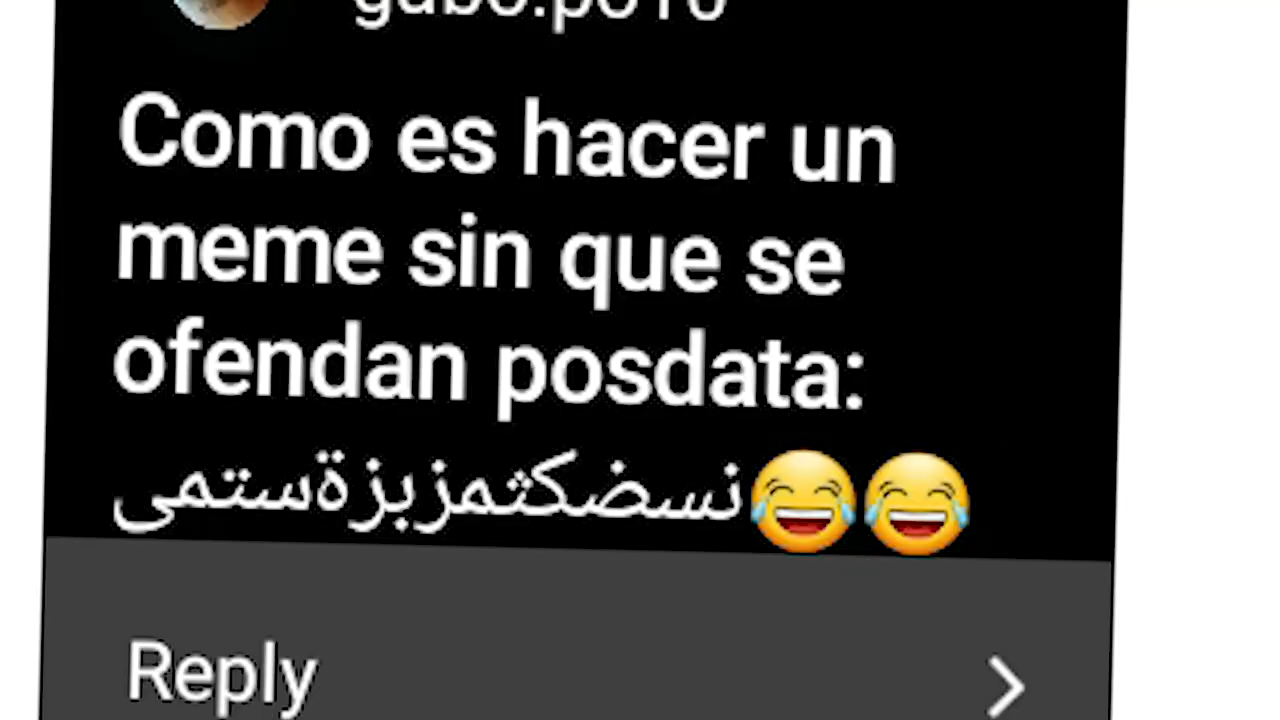 Como es hacer un
meme sin que se
ofendan posdata:
نسضكثمزبزةستمى😂😂
Reply